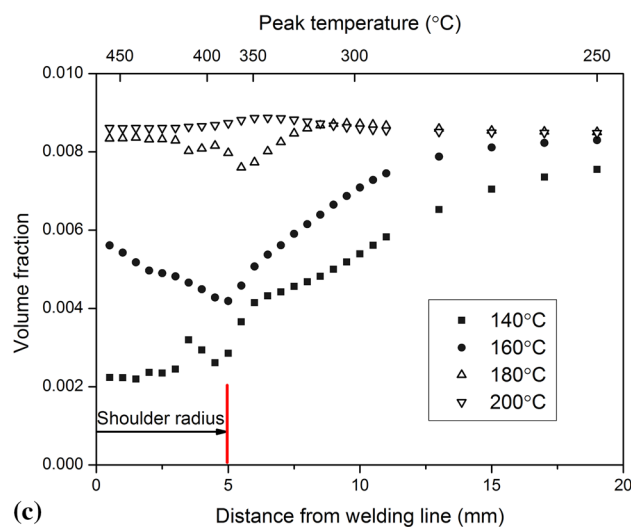 Peak temperature (°C)
450 400 350 300 250
0.010
0.008
0.006
0.004
0.002
0.000
Volume fraction
140°C
160°C
180°C
200°C
Shoulder radius
0 5 10 15 20
(c) Distance from welding line (mm)